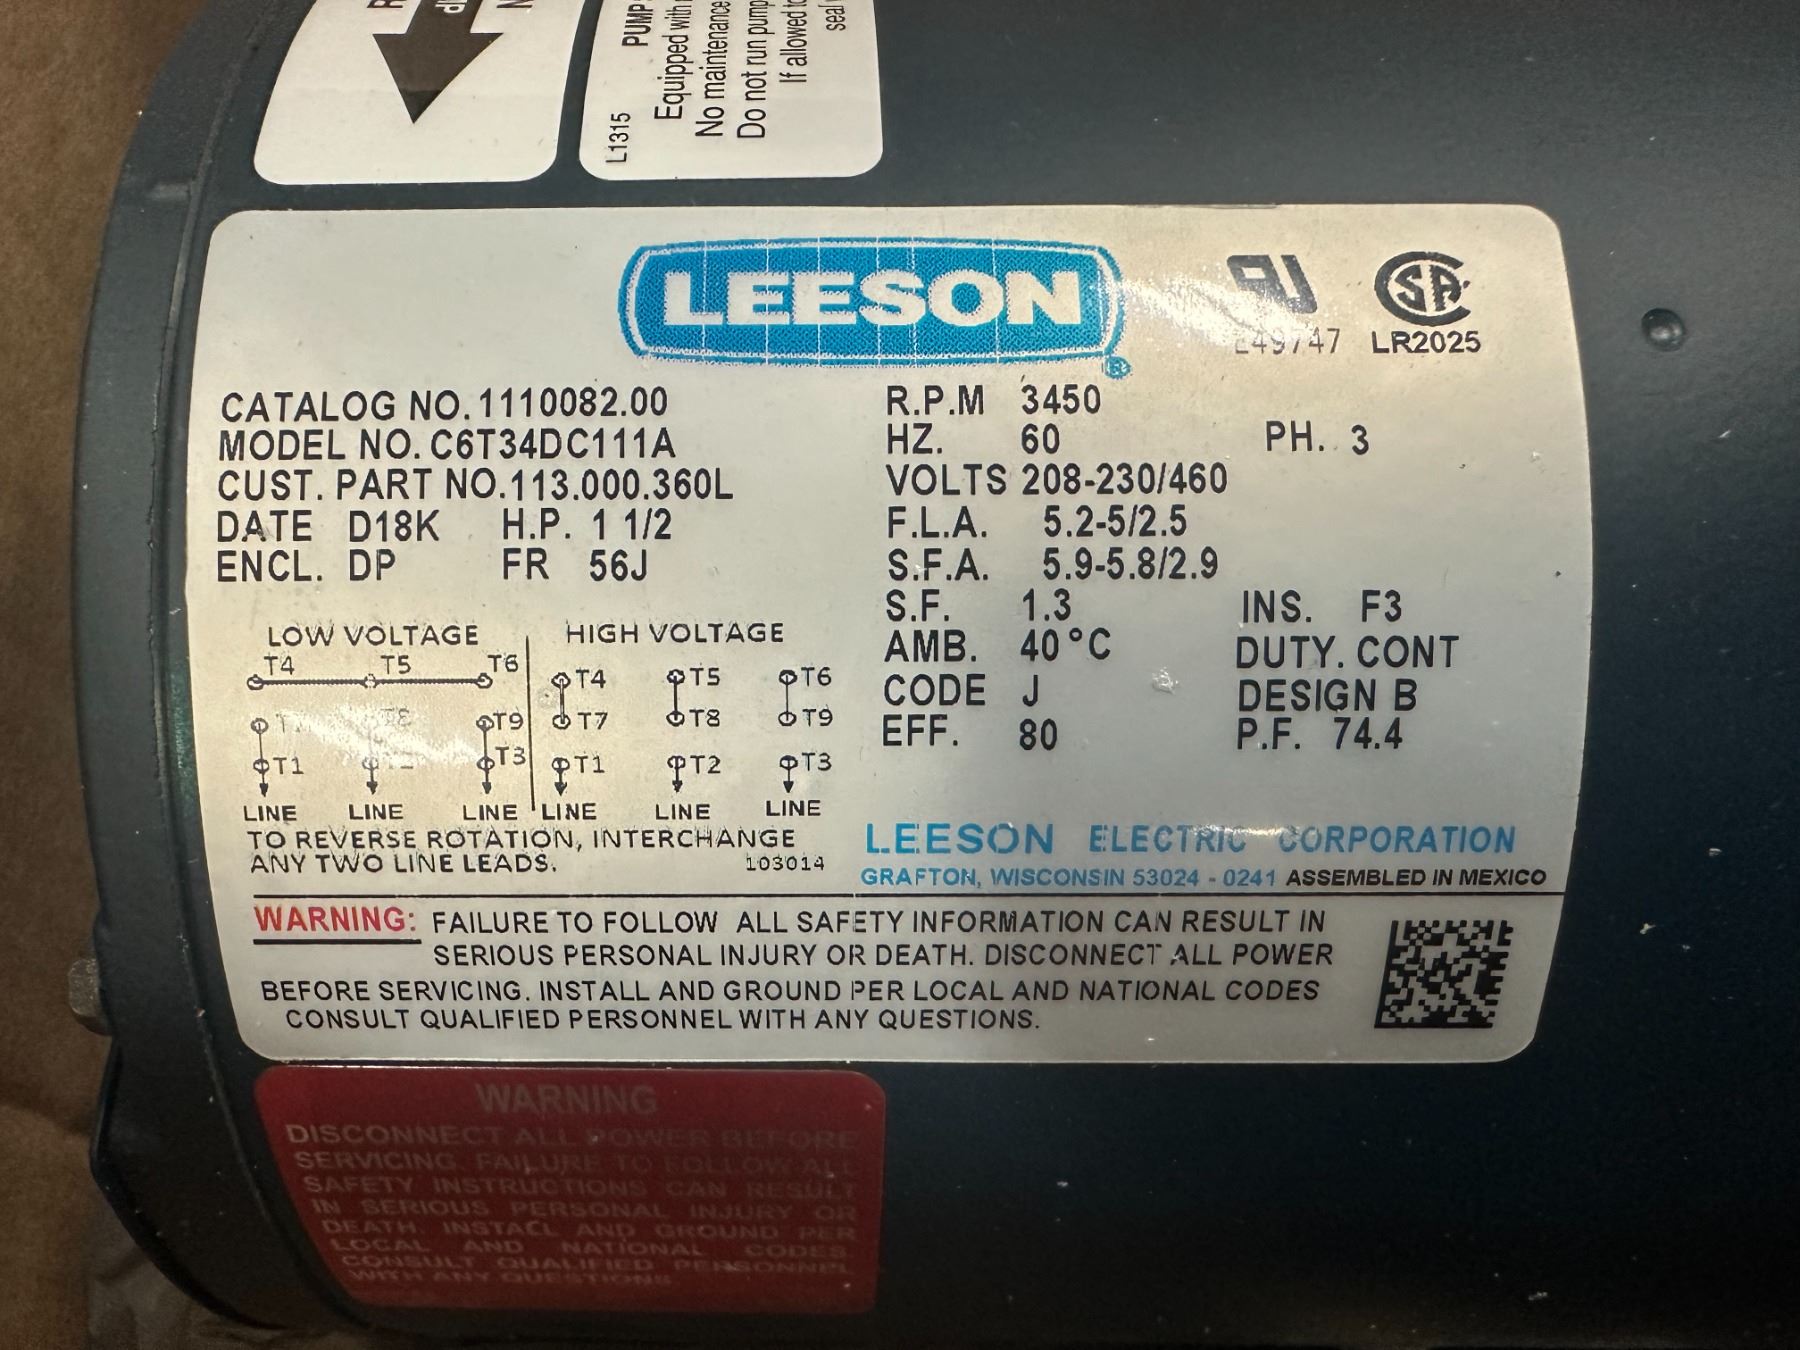 L1315
PUMP
Equipped with
No maintenance
Do not run pump
If allowed to
seal
LEESON
®
LR2025
CATALOG NO. 1110082.00
MODEL NO. C6T34DC111A
CUST. PART NO. 113.000.360L
DATE D18K H.P. 1 1/2
ENCL. DP FR 56J
R.P.M 3450
HZ. 60 PH. 3
VOLTS 208-230/460
F.L.A. 5.2-5/2.5
S.F.A. 5.9-5.8/2.9
S.F. 1.3 INS. F3
AMB. 40°C DUTY. CONT
CODE J DESIGN B
EFF. 80 P.F. 74.4
LOW VOLTAGE
T4 T5 T6
T9
T1 T3
LINE LINE LINE
HIGH VOLTAGE
T4 T5 T6
T7 T8 T9
T1 T2 T3
LINE LINE LINE
TO REVERSE ROTATION, INTERCHANGE
ANY TWO LINE LEADS. 103014
LEESON ELECTRIC CORPORATION
GRAFTON, WISCONSIN 53024 - 0241 ASSEMBLED IN MEXICO
WARNING: FAILURE TO FOLLOW ALL SAFETY INFORMATION CAN RESULT IN
SERIOUS PERSONAL INJURY OR DEATH. DISCONNECT ALL POWER
BEFORE SERVICING. INSTALL AND GROUND PER LOCAL AND NATIONAL CODES
CONSULT QUALIFIED PERSONNEL WITH ANY QUESTIONS.
WARNING
DISCONNECT ALL POWER BEFORE
SERVICING. FAILURE TO FOLLOW ALL
SAFETY INSTRUCTIONS CAN RESULT
IN SERIOUS PERSONAL INJURY OR
DEATH. INSTALL AND GROUND PER
LOCAL AND NATIONAL CODES.
CONSULT QUALIFIED PERSONNEL
WITH ANY QUESTIONS